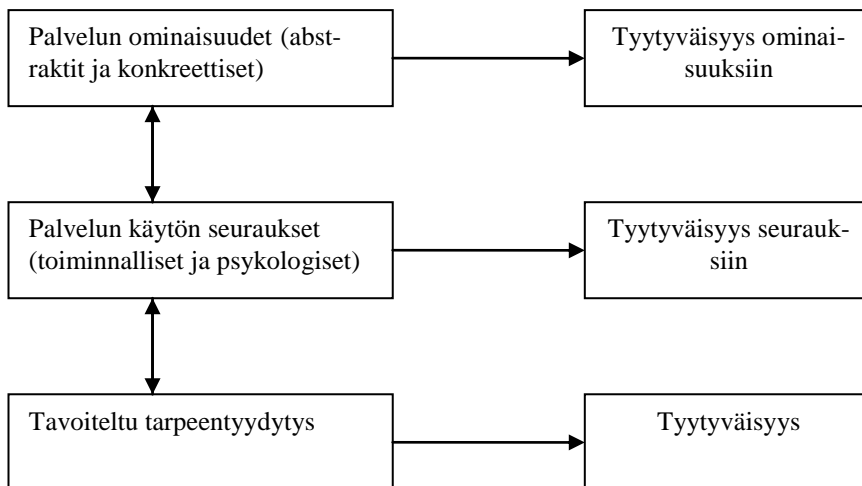 Palvelun ominaisuudet (abst-
raktit ja konkreettiset)
Tyytyväisyys ominai-
suuksiin
Palvelun käytön seuraukset
(toiminnalliset ja psykologiset)
Tyytyväisyys seurauk-
siin
Tavoiteltu tarpeentyydytys
Tyytyväisyys